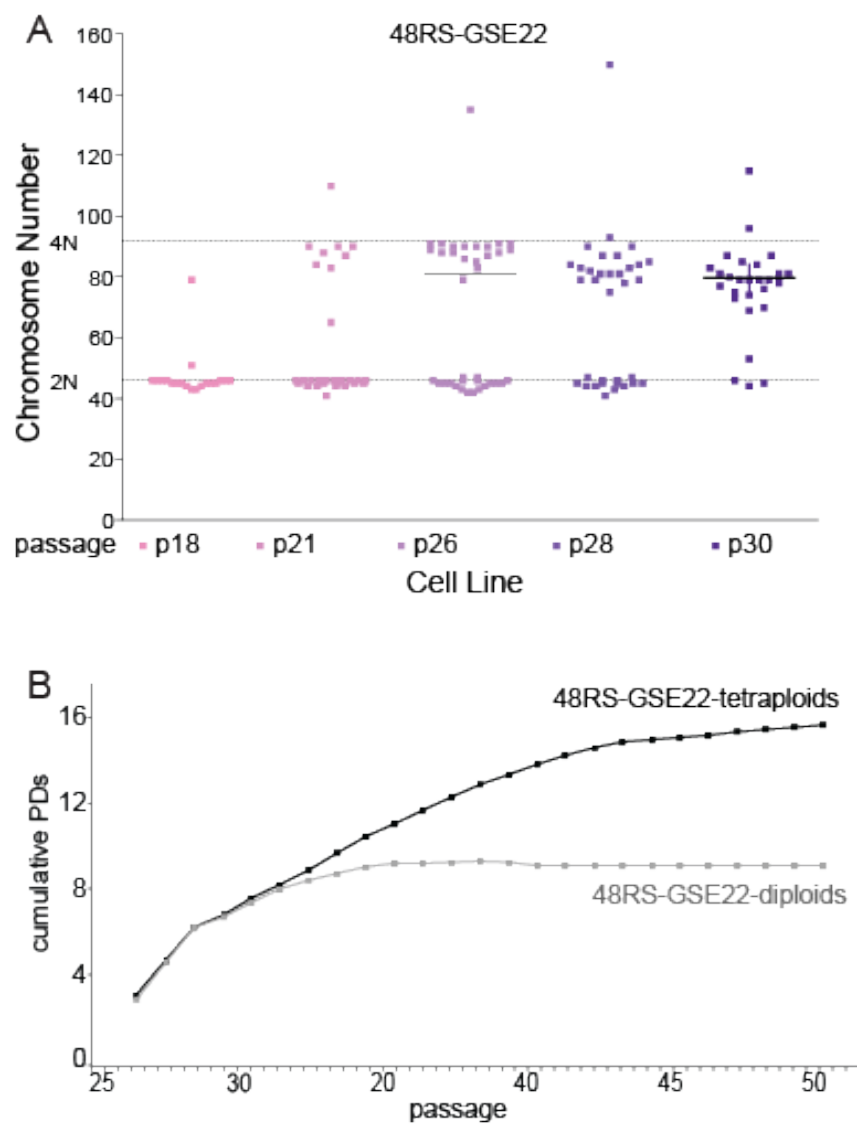 A
48RS-GSE22
160
140
120
100
4N
80
60
2N
40
20
0
Chromosome Number
passage p18 p21 p26 p28 p30
Cell Line
B
48RS-GSE22-tetraploids
16
12
8
4
0
cumulative PDs
48RS-GSE22-diploids
25 30 20 40 45 50
passage